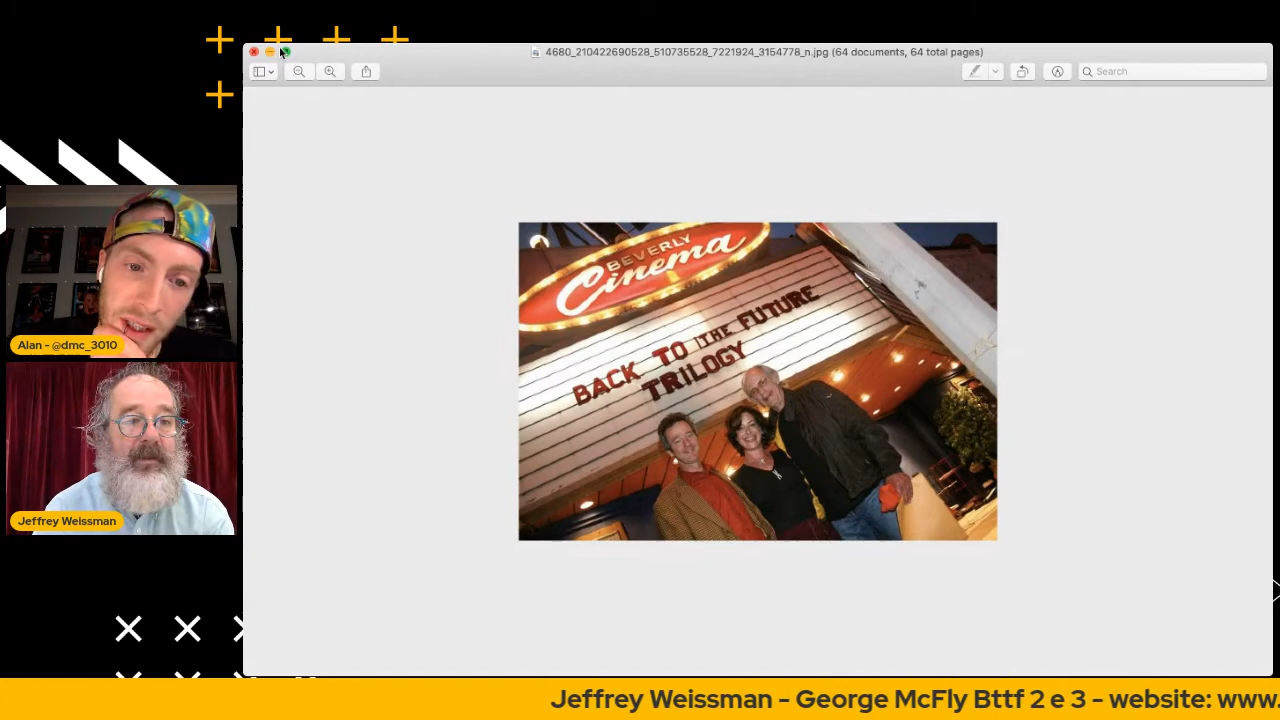 4680_210422690528_510735528_7221924_3154778_n.jpg (64 documents, 64 total pages)
Search
BEVERLY
Cinema
BACK TO THE FUTURE
TRILOGY
Alan - @dmc_3010
Jeffrey Weissman
Jeffrey Weissman - George McFly Bttf 2 e 3 - website: www.